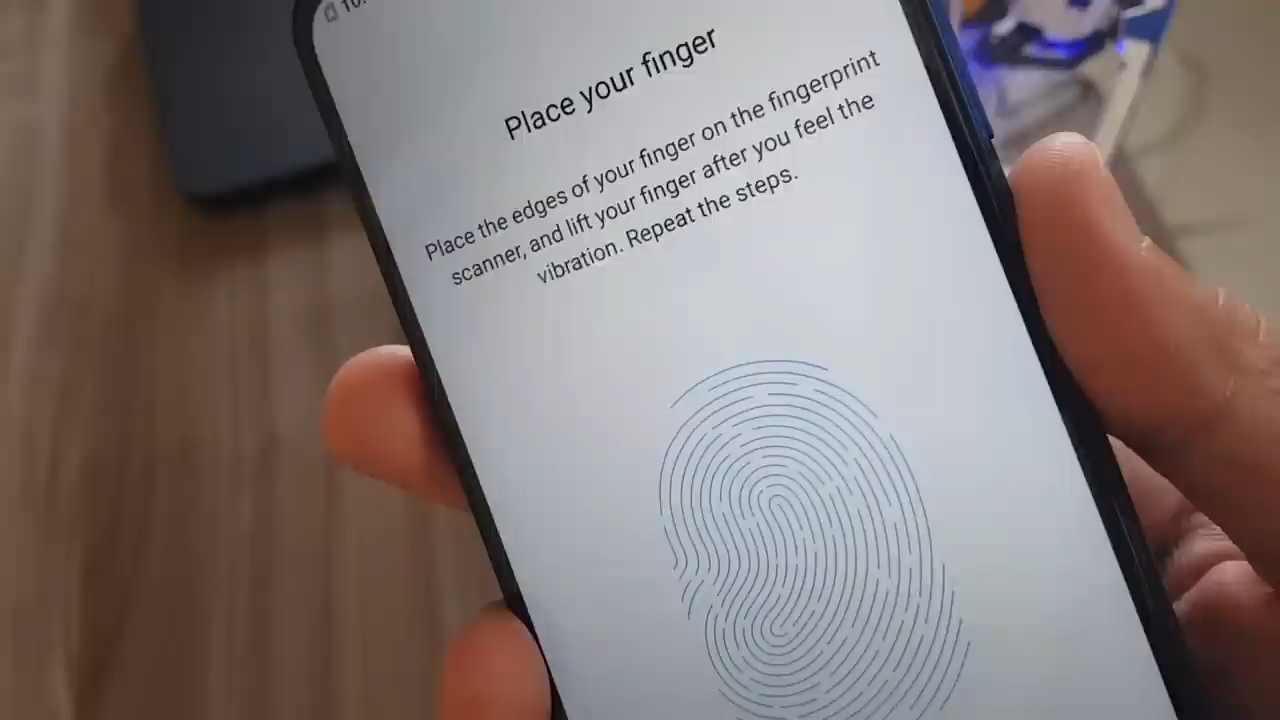 Place your finger
Place the edges of your finger on the fingerprint
scanner, and lift your finger after you feel the
vibration. Repeat the steps.